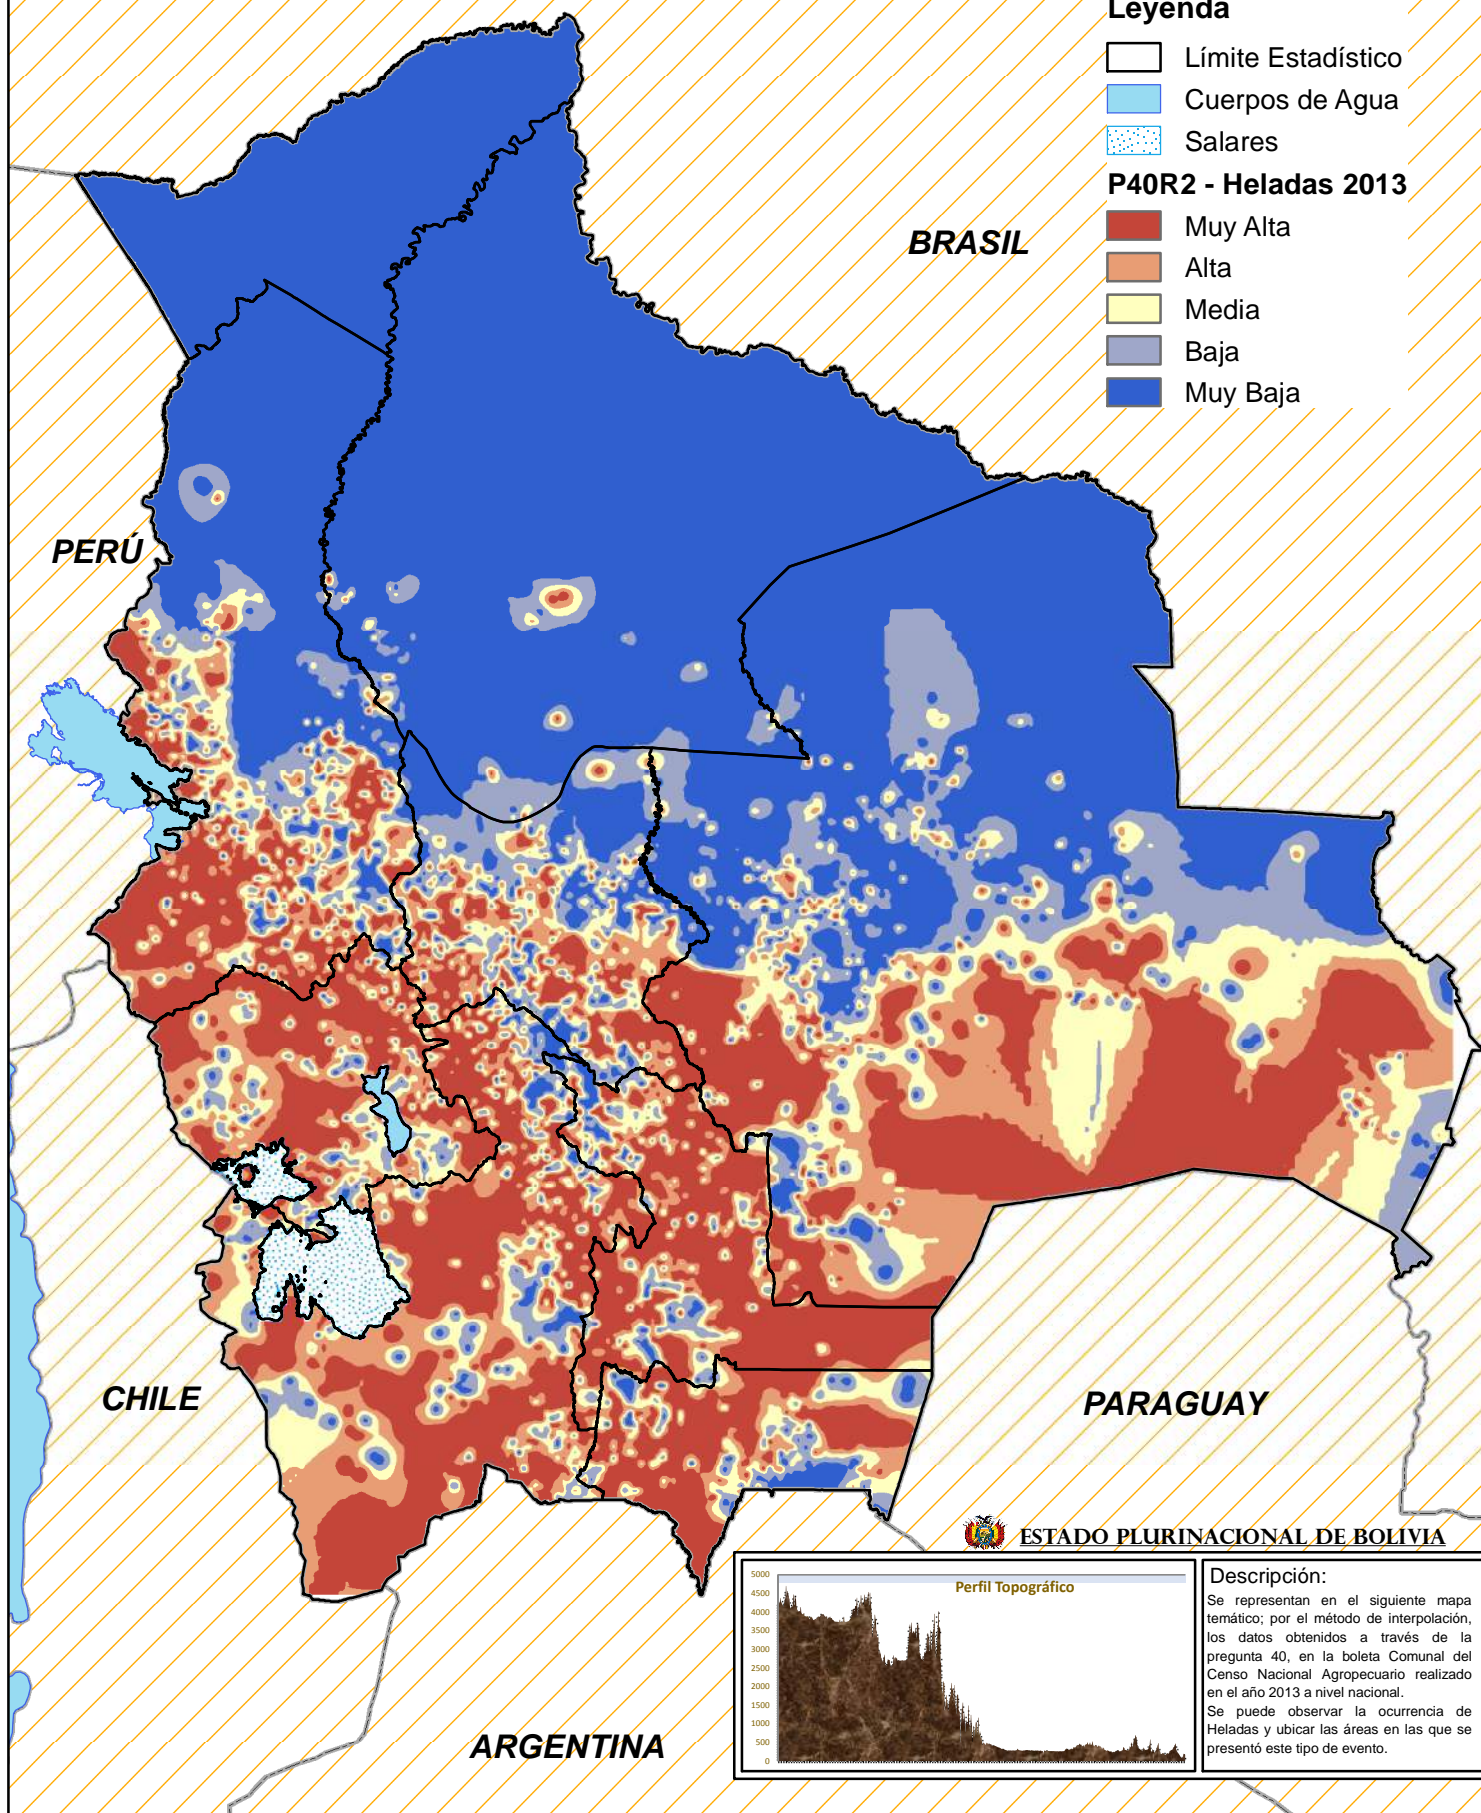 Leyenda
Límite Estadístico
Cuerpos de Agua
Salares
P40R2 - Heladas 2013
Muy Alta
Alta
Media
Baja
Muy Baja
BRASIL
PERÚ
CHILE
PARAGUAY
ARGENTINA
ESTADO PLURINACIONAL DE BOLIVIA
Perfil Topográfico
5000
4500
4000
3500
3000
2500
2000
1500
1000
500
0
Descripción:
Se representan en el siguiente mapa
temático; por el método de interpolación,
los datos obtenidos a través de la
pregunta 40, en la boleta Comunal del
Censo Nacional Agropecuario realizado
en el año 2013 a nivel nacional.
Se puede observar la ocurrencia de
Heladas y ubicar las áreas en las que se
presentó este tipo de evento.